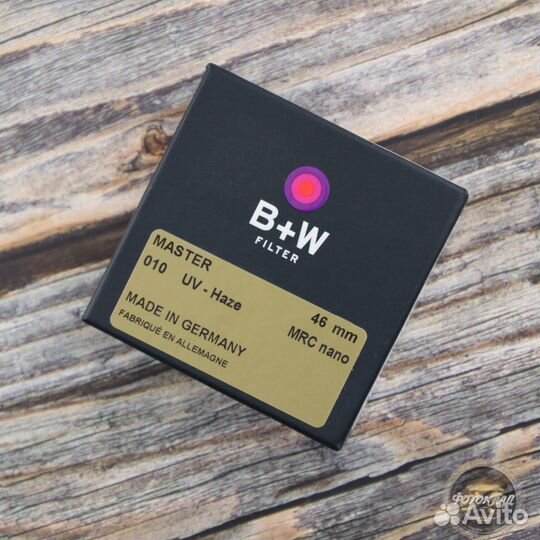 B+W
FILTER
MASTER
010 UV - Haze 46 mm
MADE IN GERMANY MRC nano
FABRIQUÉ EN ALLEMAGNE
Avito